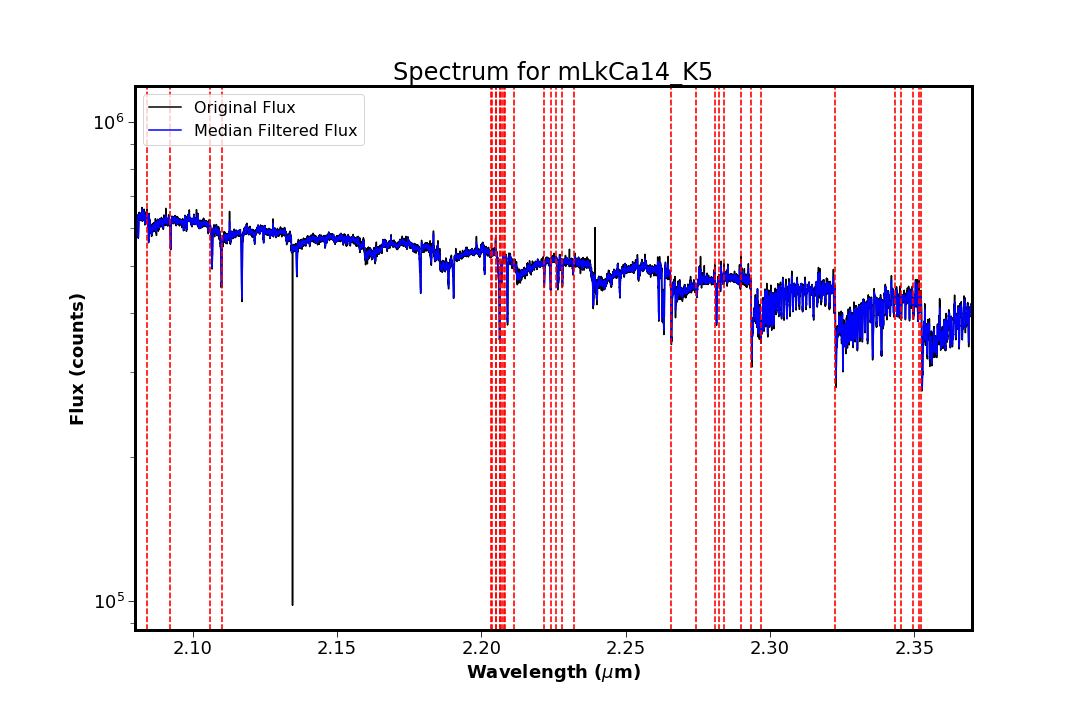 Spectrum for mLkCa14_K5
Original Flux
Median Filtered Flux
10^6
10^5
Flux (counts)
2.10 2.15 2.20 2.25 2.30 2.35
Wavelength (μm)